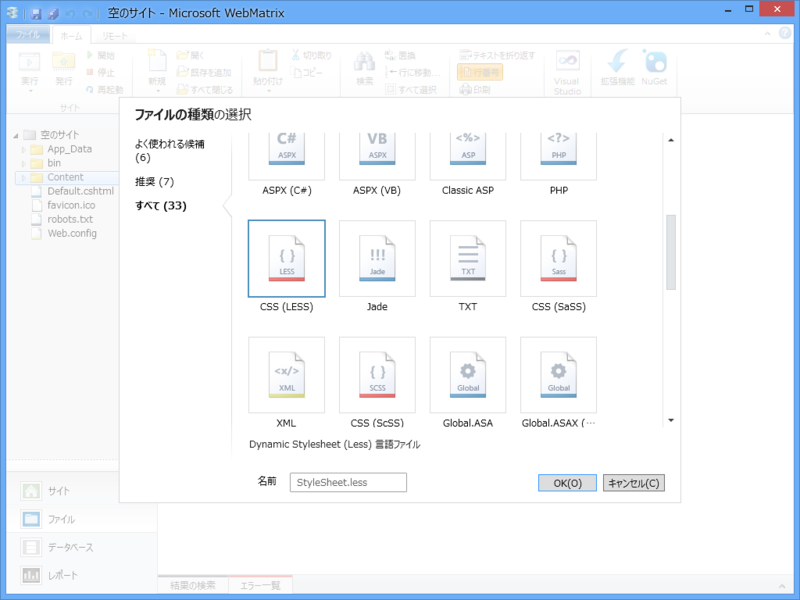 空のサイト - Microsoft WebMatrix
ファイル ホーム リモート
実行
発行
開始
停止
再起動
サイト
新規
開く
既存を追加
すべて閉じる
貼り付け
切り取り
コピー
検索
置換
行に移動...
すべて選択
テキストを折り返す
行番号
印刷
Visual
Studio
拡張機能
NuGet
空のサイト
App_Data
bin
Content
Default.cshtml
favicon.ico
robots.txt
Web.config
サイト
ファイル
データベース
レポート
ファイルの種類の選択
よく使われる候補
(6)
推奨 (7)
すべて (33)
C# VB <%> <?>
ASPX ASPX ASP PHP
ASPX (C#) ASPX (VB) Classic ASP PHP
{ } !!! { }
LESS Jade TXT Sass
CSS (LESS) Jade TXT CSS (SaSS)
</> { }
XML SCSS Global Global
XML CSS (ScSS) Global.ASA Global.ASAX (…
Dynamic Stylesheet (Less) 言語ファイル
名前 StyleSheet.less OK(O) キャンセル(C)
結果の検索 エラー一覧